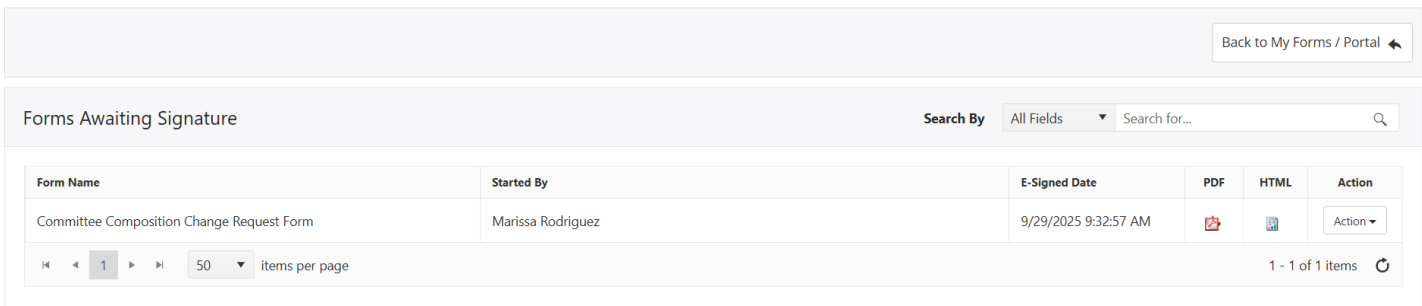 Back to My Forms / Portal
Forms Awaiting Signature Search By All Fields Search for...
Form Name Started By E-Signed Date PDF HTML Action
Committee Composition Change Request Form Marissa Rodriguez 9/29/2025 9:32:57 AM Action
1 50 items per page 1 - 1 of 1 items